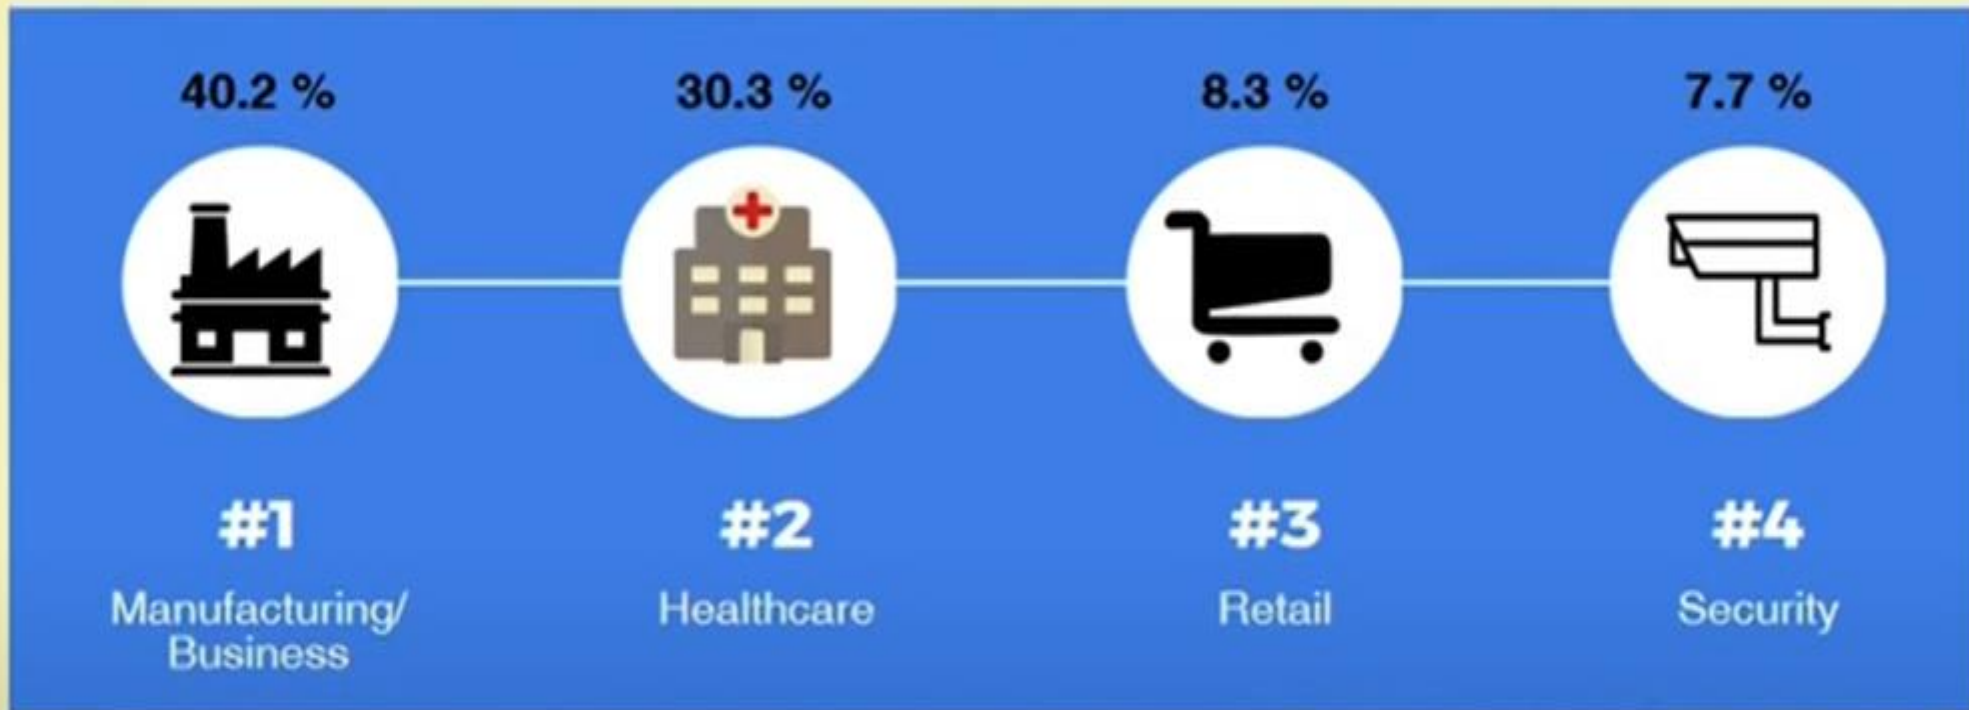 40.2 %
30.3 %
8.3 %
7.7 %
#1
#2
#3
#4
Manufacturing/
Business
Healthcare
Retail
Security